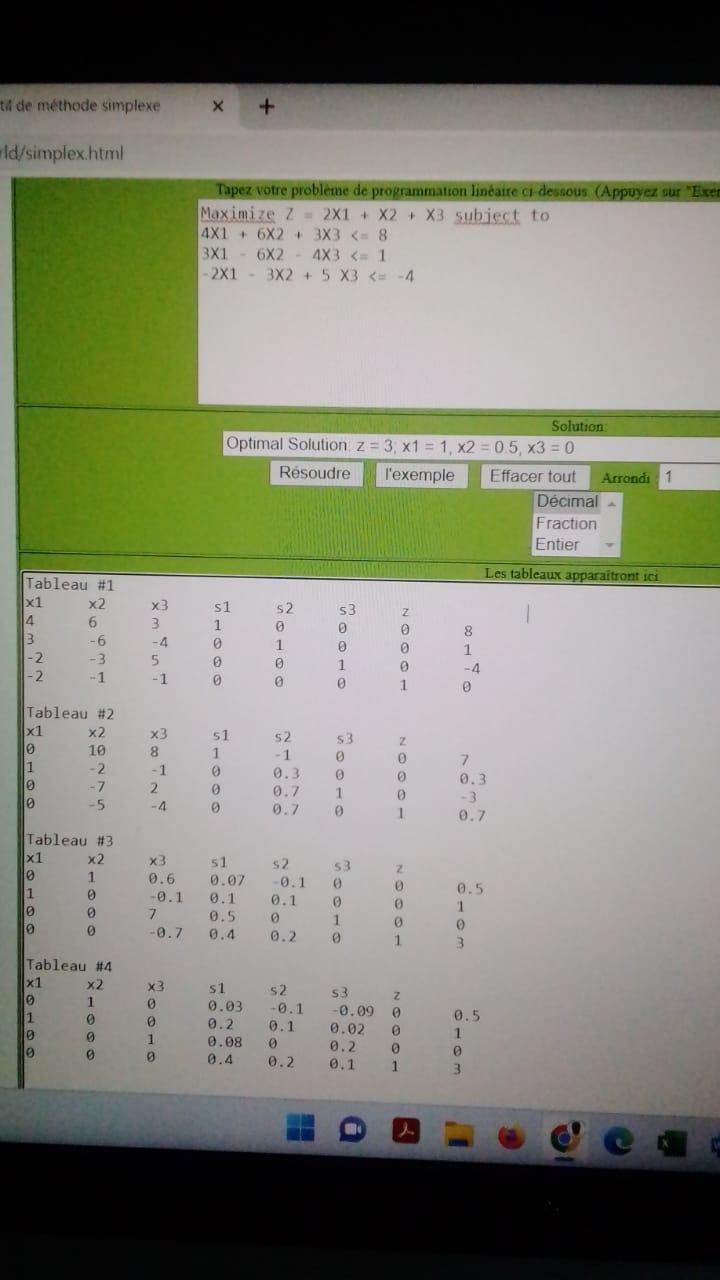 til de méthode simplexe × +
rld/simplex.html
Tapez votre problème de programmation linéaire ci-dessous. (Appuyez sur "Exer
Maximize Z = 2X1 + X2 + X3 subject to
4X1 + 6X2 + 3X3 <= 8
3X1 - 6X2 - 4X3 <= 1
-2X1 - 3X2 + 5 X3 <= -4
Solution:
Optimal Solution: z = 3; x1 = 1, x2 = 0.5, x3 = 0
Résoudre l'exemple Effacer tout Arrondi : 1
Décimal
Fraction
Entier
Les tableaux apparaîtront ici.
Tableau #1
x1 x2 x3 s1 s2 s3 z
4 6 3 1 0 0 0 8
3 -6 -4 0 1 0 0 1
-2 -3 5 0 0 1 0 -4
-2 -1 -1 0 0 0 1 0
Tableau #2
x1 x2 x3 s1 s2 s3 z
0 10 8 1 -1 0 0 7
1 -2 -1 0 0.3 0 0 0.3
0 -7 2 0 0.7 1 0 -3
0 -5 -4 0 0.7 0 1 0.7
Tableau #3
x1 x2 x3 s1 s2 s3 z
0 1 0.6 0.07 -0.1 0 0 0.5
1 0 -0.1 0.1 0.1 0 0 1
0 0 7 0.5 0 1 0 0
0 0 -0.7 0.4 0.2 0 1 3
Tableau #4
x1 x2 x3 s1 s2 s3 z
0 1 0 0.03 -0.1 -0.09 0 0.5
1 0 0 0.2 0.1 0.02 0 1
0 0 1 0.08 0 0.2 0 0
0 0 0 0.4 0.2 0.1 1 3